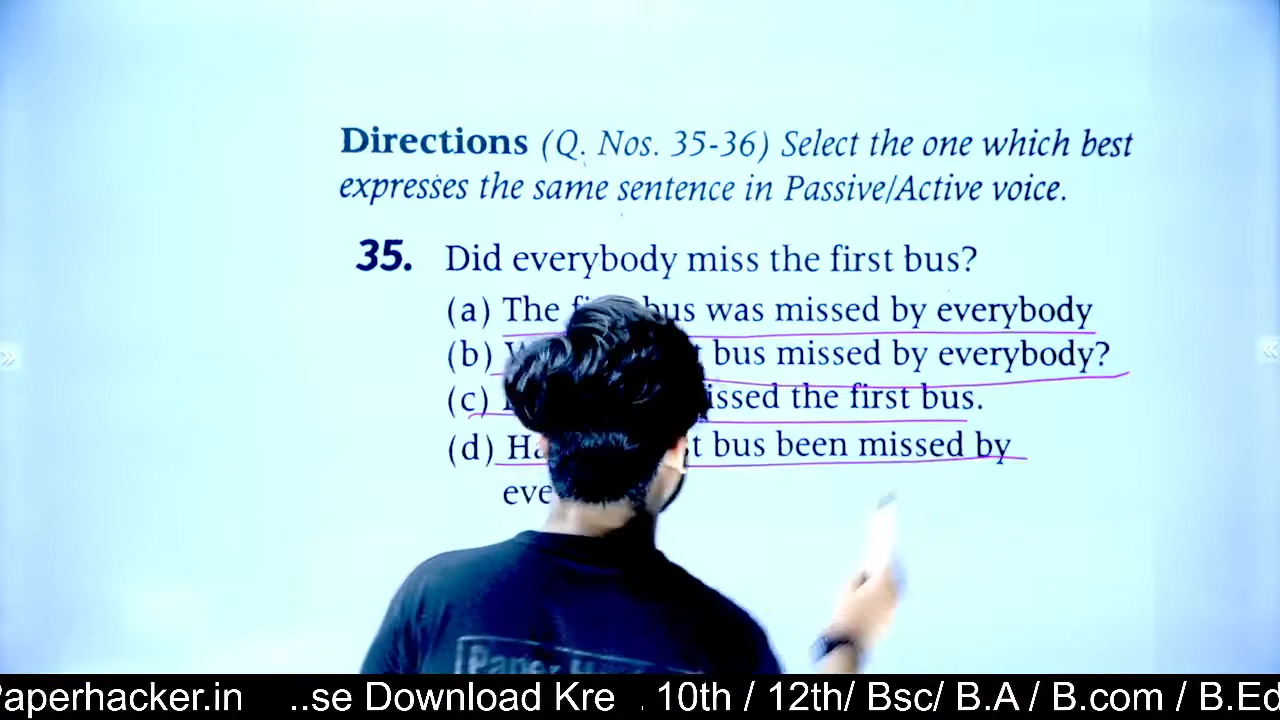 Directions (Q. Nos. 35-36) Select the one which best
expresses the same sentence in Passive/Active voice.
35. Did everybody miss the first bus?
(a) The bus was missed by everybody
(b) bus missed by everybody?
(c) the first bus.
(d) bus been missed by
Paper
Paperhacker.in ..se Download Kre . 10th / 12th/ Bsc/ B.A / B.com / B.Ed